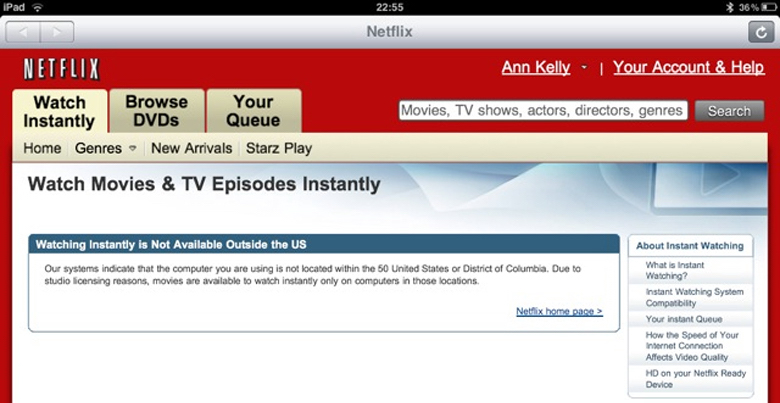 iPad 22:55 36%
Netflix
NETFLIX
Ann Kelly | Your Account & Help
Watch Instantly
Browse DVDs
Your Queue
Movies, TV shows, actors, directors, genres Search
Home Genres New Arrivals Starz Play
Watch Movies & TV Episodes Instantly
Watching Instantly is Not Available Outside the US
Our systems indicate that the computer you are using is not located within the 50 United States or District of Columbia. Due to
studio licensing reasons, movies are available to watch instantly only on computers in those locations.
Netflix home page >
About Instant Watching
What is Instant
Watching?
Instant Watching System
Compatibility
Your instant Queue
How the Speed of Your
Internet Connection
Affects Video Quality
HD on your Netflix Ready
Device